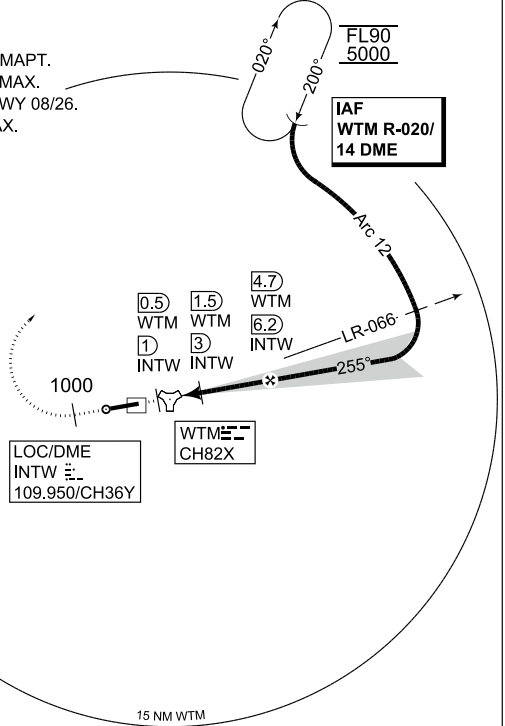 MAPT.
MAX.
WY 08/26.
AX.
020°
200°
FL90
5000
IAF
WTM R-020/
14 DME
Arc 12
0.5
WTM
1
INTW
1.5
WTM
3
INTW
4.7
WTM
6.2
INTW
LR-066
255°
1000
WTM
CH82X
LOC/DME
INTW
109.950/CH36Y
15 NM WTM